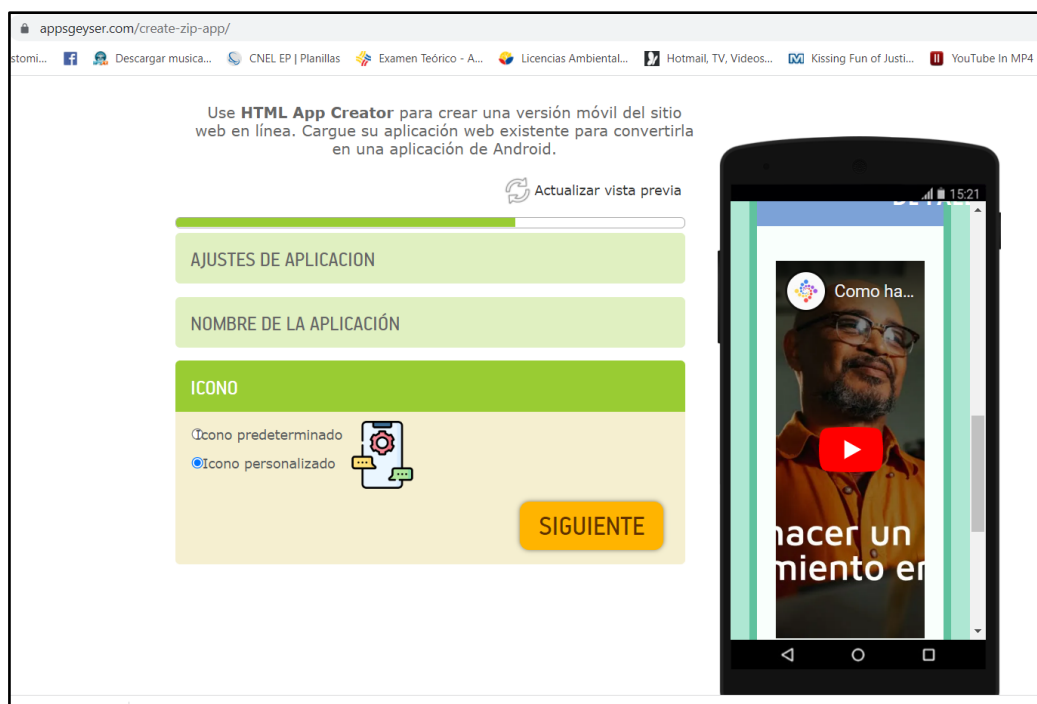 appsgeyser.com/create-zip-app/
stomi... Descargar musica... CNEL EP | Planillas Examen Teórico - A... Licencias Ambiental... Hotmail, TV, Videos... Kissing Fun of Justi... YouTube In MP4
Use HTML App Creator para crear una versión móvil del sitio
web en línea. Cargue su aplicación web existente para convertirla
en una aplicación de Android.
Actualizar vista previa
15:21
AJUSTES DE APLICACION
Como ha...
NOMBRE DE LA APLICACIÓN
ICONO
Icono predeterminado
Icono personalizado
SIGUIENTE
hacer un
miento en